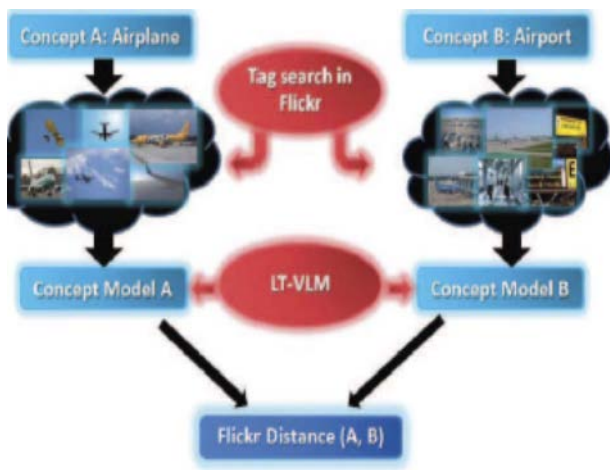 Concept A: Airplane
Concept B: Airport
Tag search in
Flickr
Concept Model A
LT-VLM
Concept Model B
Flickr Distance (A, B)